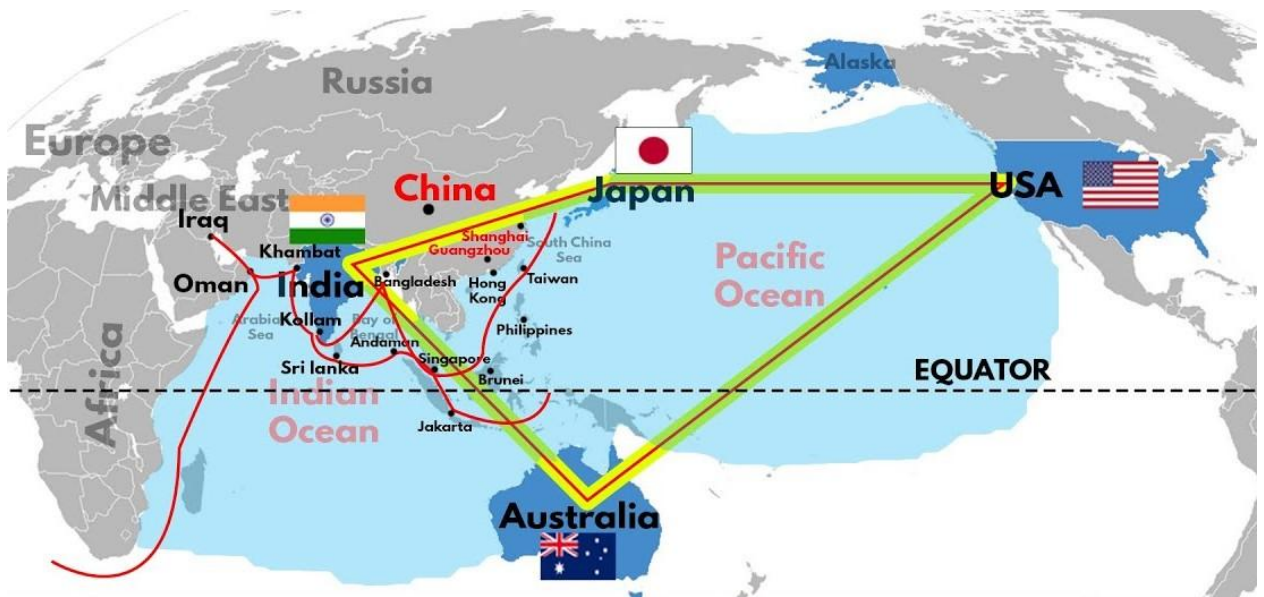 Alaska
Russia
Europe
Middle East
China
Japan
USA
Iraq
Khambat
Shanghai
Guangzhou
South China
Sea
Oman
India
Bangladesh
Hong
Kong
Taiwan
Pacific
Ocean
Arabian
Sea
Kollam
Bay of
Bengal
Andaman
Philippines
Africa
Sri lanka
Singapore
Brunei
EQUATOR
Indian
Ocean
Jakarta
Australia